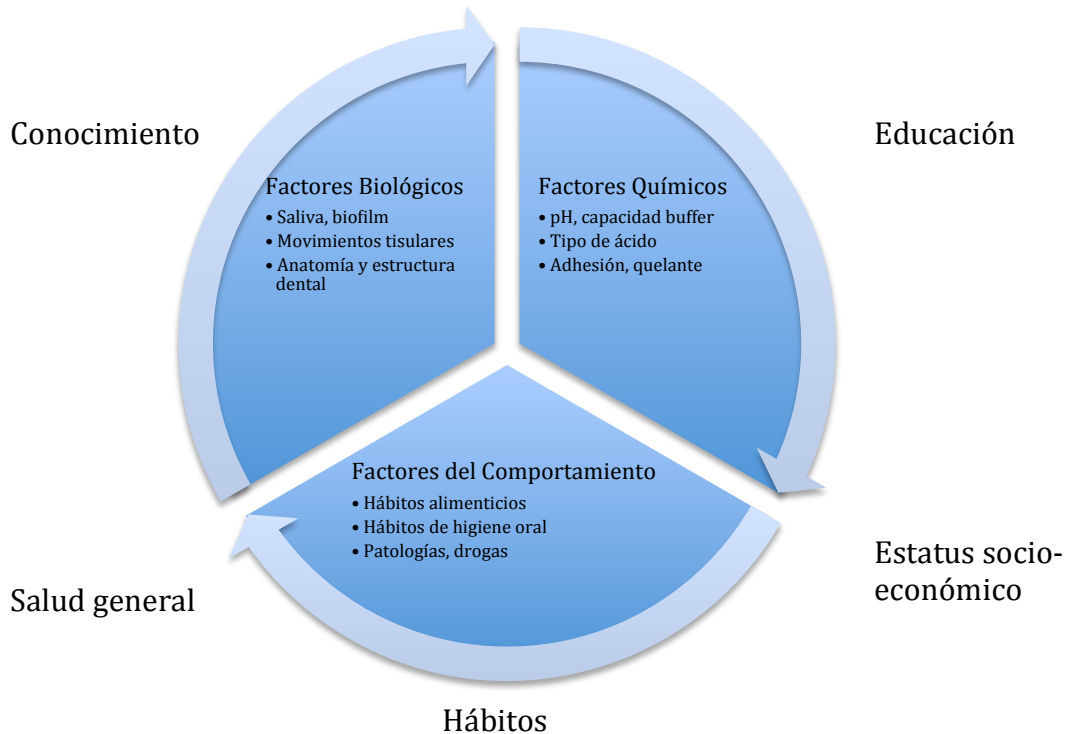 Conocimiento
Educación
Factores Biológicos
• Saliva, biofilm
• Movimientos tisulares
• Anatomía y estructura
dental
Factores Químicos
• pH, capacidad buffer
• Tipo de ácido
• Adhesión, quelante
Factores del Comportamiento
• Hábitos alimenticios
• Hábitos de higiene oral
• Patologías, drogas
Salud general
Estatus socio-
económico
Hábitos